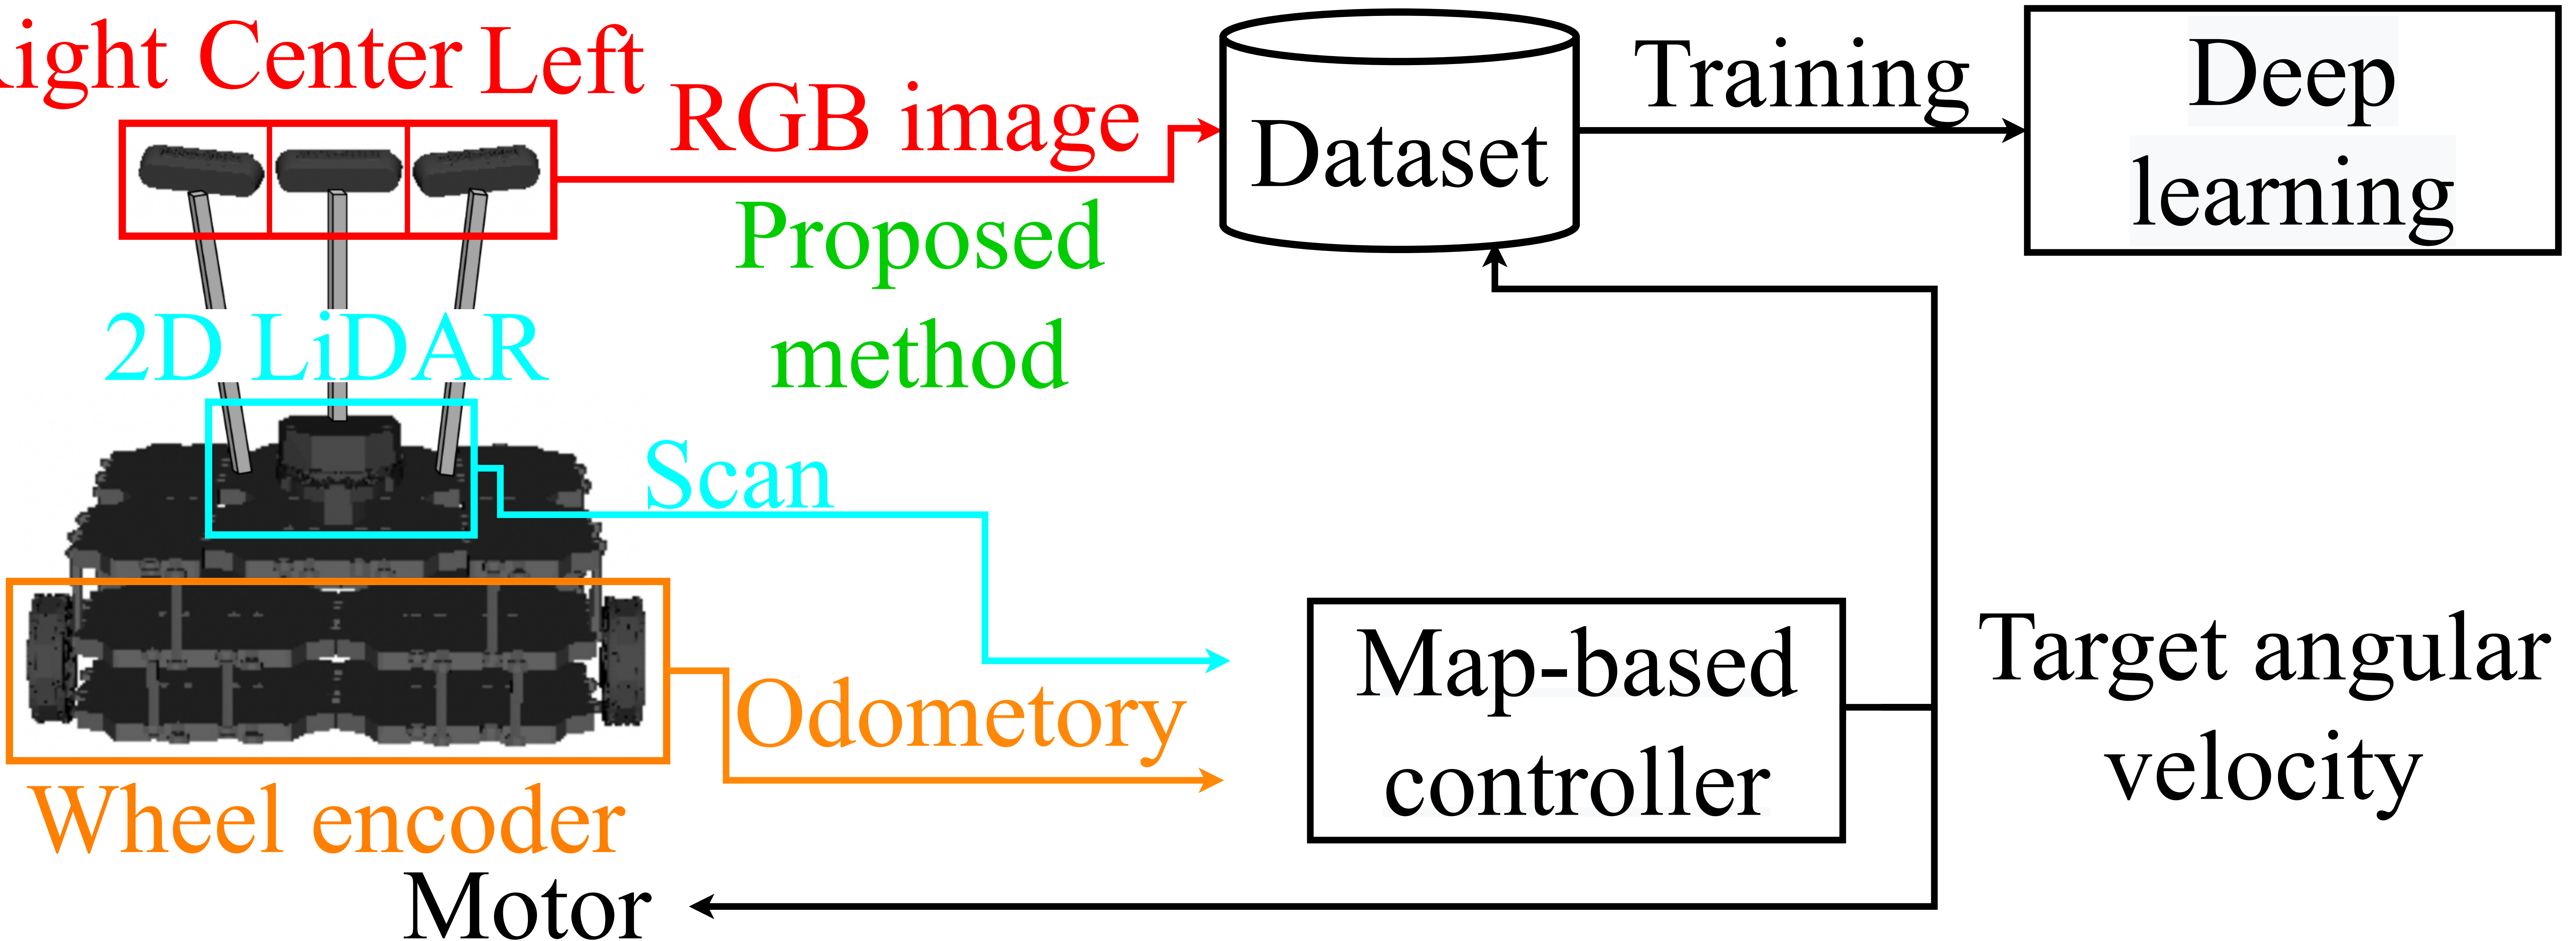 ight Center Left
RGB image
Proposed
method
Dataset
Training
Deep
learning
2D LiDAR
Scan
Odometory
Wheel encoder
Motor
Map-based
controller
Target angular
velocity